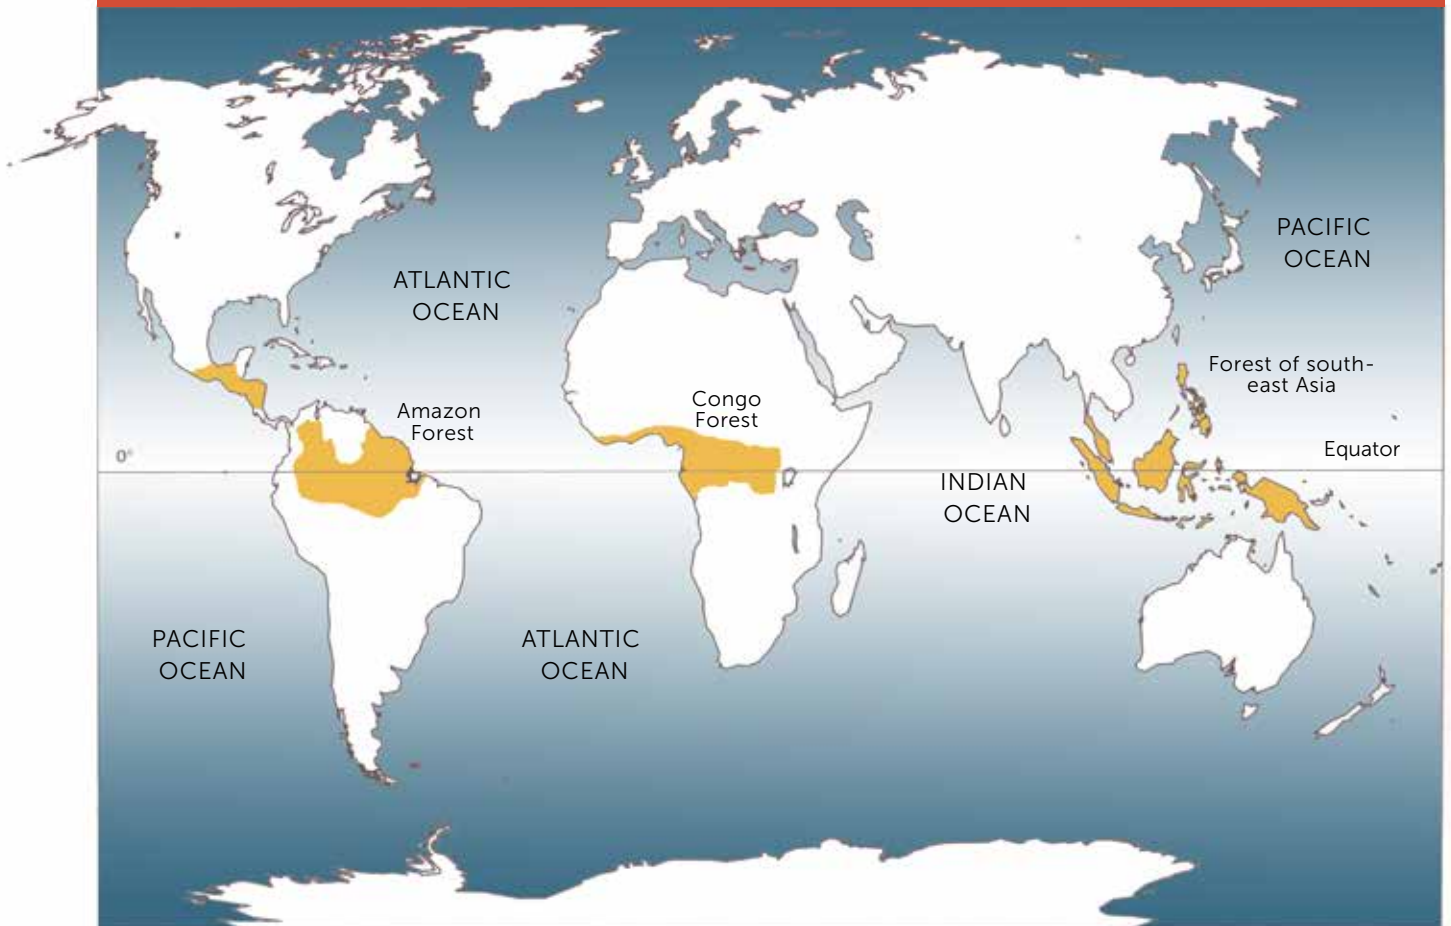 PACIFIC
OCEAN
ATLANTIC
OCEAN
Forest of south-
east Asia
Congo
Forest
Amazon
Forest
Equator
0°
INDIAN
OCEAN
PACIFIC
OCEAN
ATLANTIC
OCEAN